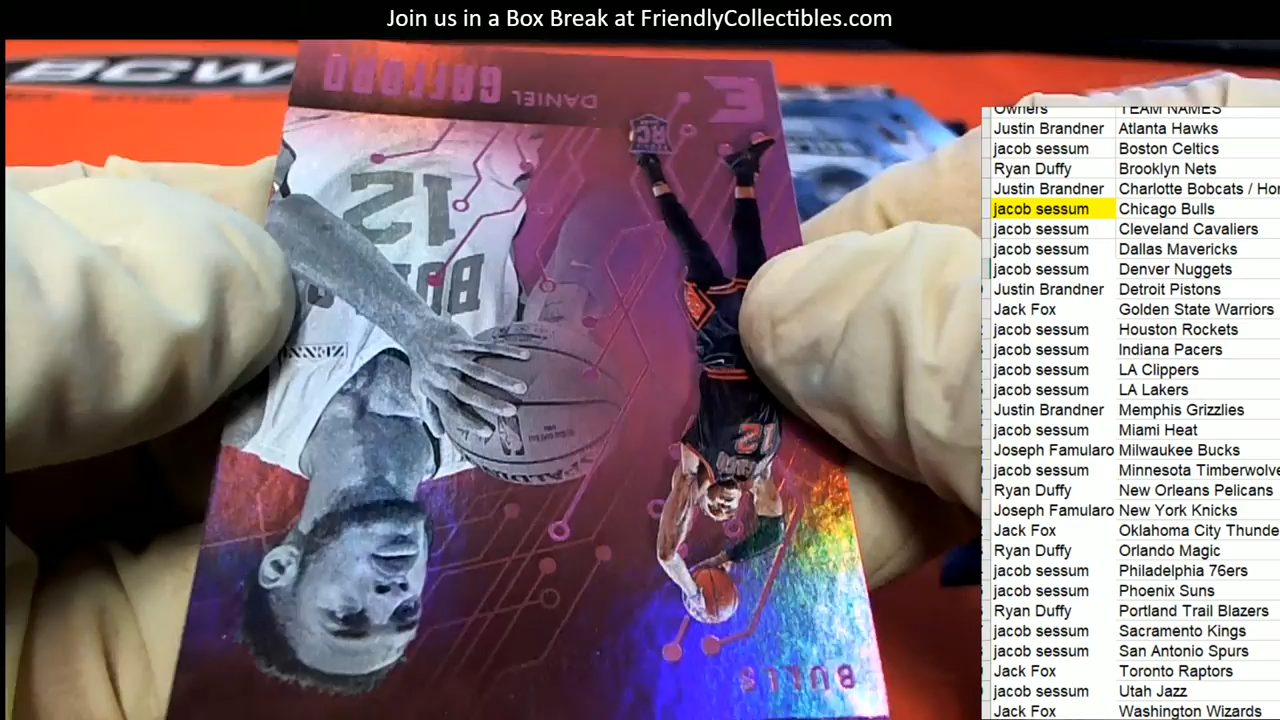 Join us in a Box Break at FriendlyCollectibles.com
BCW
DANIEL GAFFORD
E
RC
12
BULLS
12
SPALDING
BULLS
Owners TEAM NAMES
Justin Brandner Atlanta Hawks
jacob sessum Boston Celtics
Ryan Duffy Brooklyn Nets
Justin Brandner Charlotte Bobcats / Hor
jacob sessum Chicago Bulls
jacob sessum Cleveland Cavaliers
jacob sessum Dallas Mavericks
jacob sessum Denver Nuggets
Justin Brandner Detroit Pistons
Jack Fox Golden State Warriors
jacob sessum Houston Rockets
jacob sessum Indiana Pacers
jacob sessum LA Clippers
jacob sessum LA Lakers
Justin Brandner Memphis Grizzlies
jacob sessum Miami Heat
Joseph Famularo Milwaukee Bucks
jacob sessum Minnesota Timberwolve
Ryan Duffy New Orleans Pelicans
Joseph Famularo New York Knicks
Jack Fox Oklahoma City Thunde
Ryan Duffy Orlando Magic
jacob sessum Philadelphia 76ers
jacob sessum Phoenix Suns
Ryan Duffy Portland Trail Blazers
jacob sessum Sacramento Kings
jacob sessum San Antonio Spurs
Jack Fox Toronto Raptors
jacob sessum Utah Jazz
Jack Fox Washington Wizards